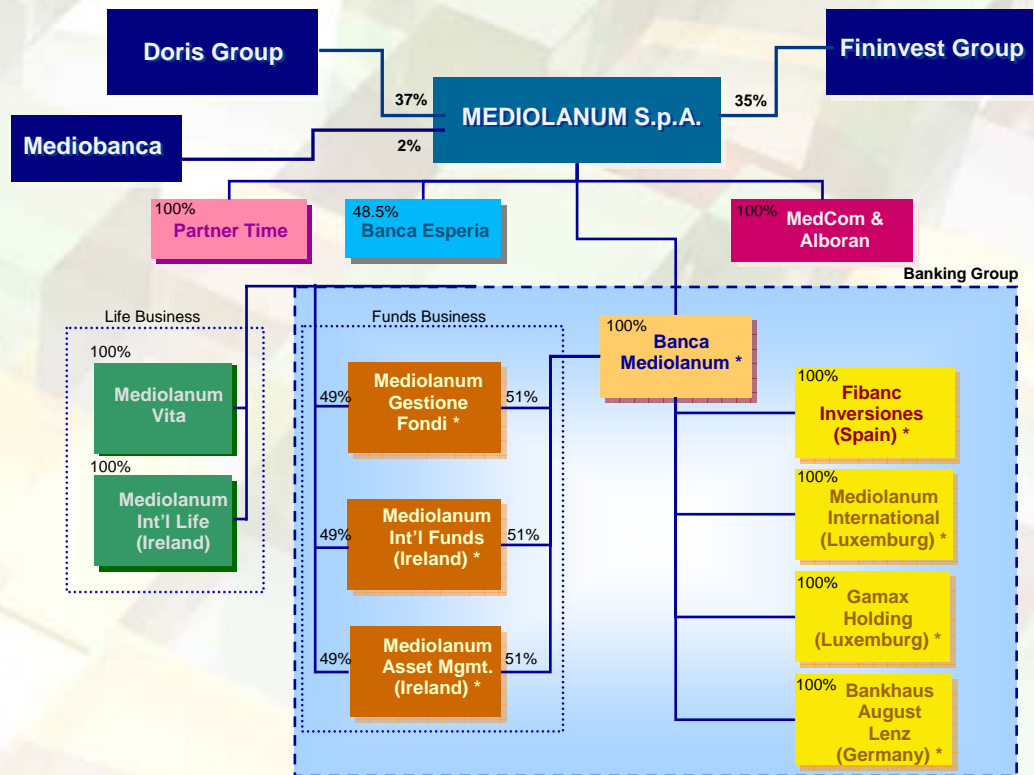 Doris Group
Fininvest Group
37%
MEDIOLANUM S.p.A.
35%
Mediobanca
2%
100%
Partner Time
48.5%
Banca Esperia
100%
MedCom &
Alboran
Banking Group
Life Business
100%
Mediolanum
Vita
100%
Mediolanum
Int'l Life
(Ireland)
Funds Business
49%
Mediolanum
Gestione
Fondi *
51%
49%
Mediolanum
Int'l Funds
(Ireland) *
51%
49%
Mediolanum
Asset Mgmt.
(Ireland) *
51%
100%
Banca
Mediolanum *
100%
Fibanc
Inversiones
(Spain) *
100%
Mediolanum
International
(Luxemburg) *
100%
Gamax
Holding
(Luxemburg) *
100%
Bankhaus
August
Lenz
(Germany) *